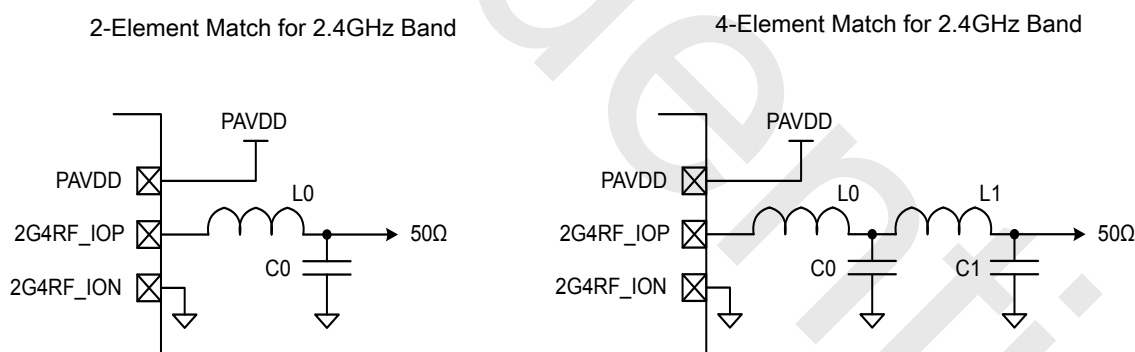 2-Element Match for 2.4GHz Band
PAVDD
PAVDD
L0
2G4RF_IOP
50Ω
C0
2G4RF_ION
4-Element Match for 2.4GHz Band
PAVDD
PAVDD
L0
L1
2G4RF_IOP
50Ω
C0
C1
2G4RF_ION
denti